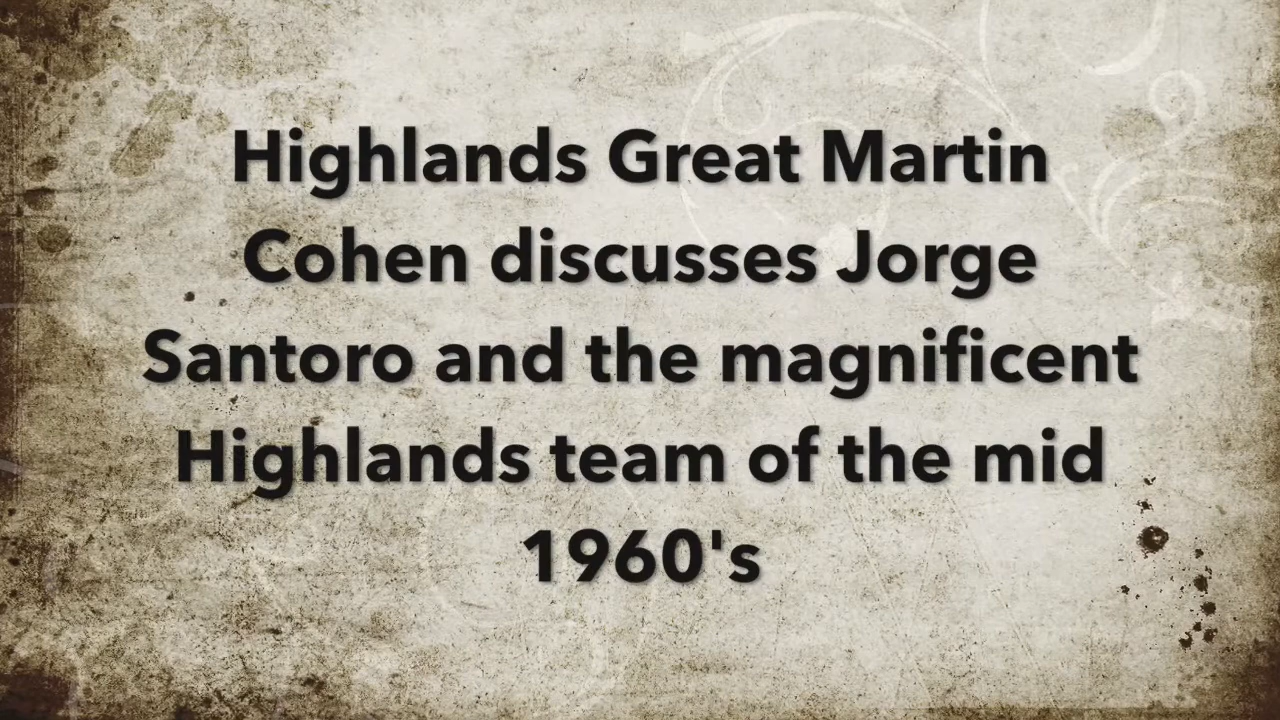 Highlands Great Martin
Cohen discusses Jorge
Santoro and the magnificent
Highlands team of the mid
1960's